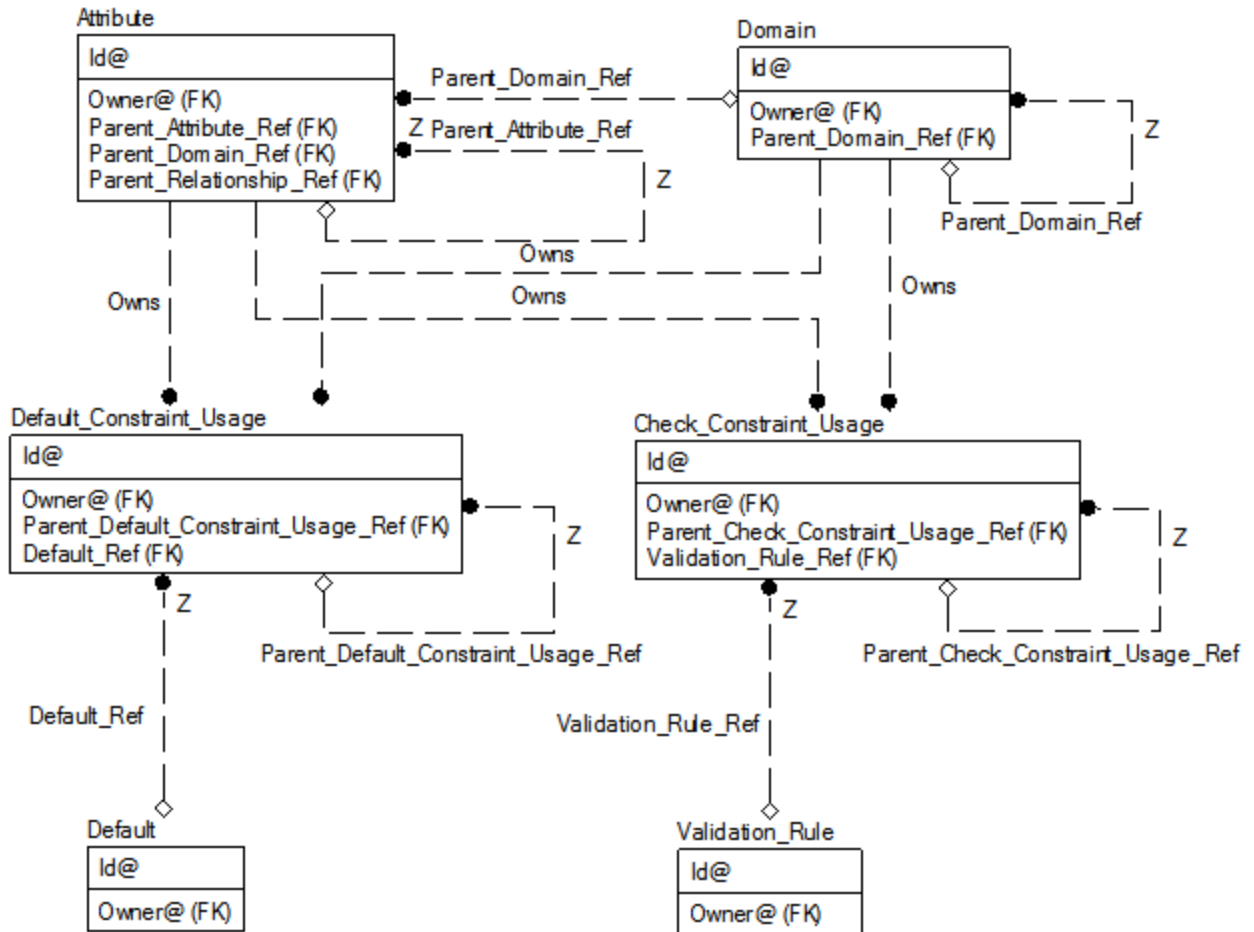 Attribute
Id@
Owner@ (FK)
Parent_Attribute_Ref (FK)
Parent_Domain_Ref (FK)
Parent_Relationship_Ref (FK)
Parent_Domain_Ref
Z
Parent_Attribute_Ref
Z
Domain
Id@
Owner@ (FK)
Parent_Domain_Ref (FK)
Z
Parent_Domain_Ref
Owns
Owns
Owns
Owns
Default_Constraint_Usage
Id@
Owner@ (FK)
Parent_Default_Constraint_Usage_Ref (FK)
Default_Ref (FK)
Z
Z
Parent_Default_Constraint_Usage_Ref
Default_Ref
Check_Constraint_Usage
Id@
Owner@ (FK)
Parent_Check_Constraint_Usage_Ref (FK)
Validation_Rule_Ref (FK)
Z
Z
Parent_Check_Constraint_Usage_Ref
Validation_Rule_Ref
Default
Id@
Owner@ (FK)
Validation_Rule
Id@
Owner@ (FK)